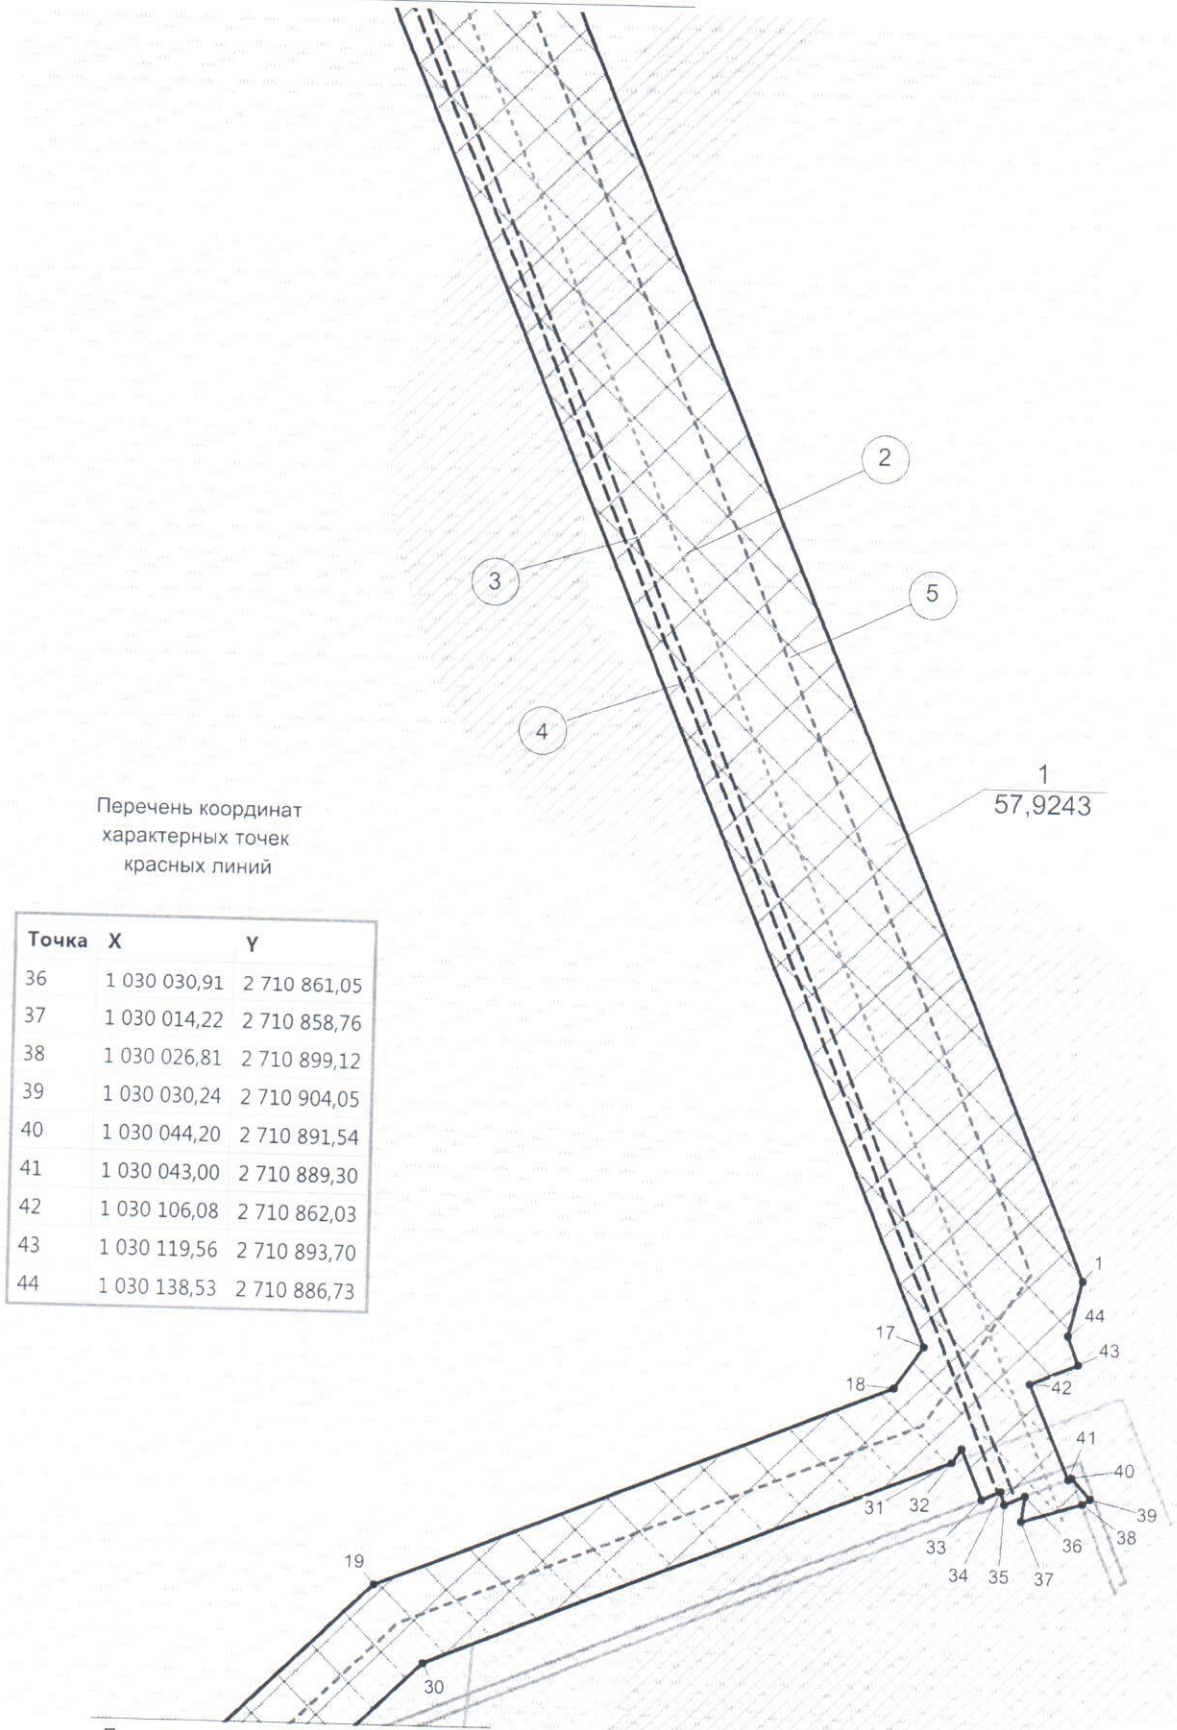 2
3
5
4
1
57,9243
Перечень координат
характерных точек
красных линий
Точка X Y
36 1 030 030,91 2 710 861,05
37 1 030 014,22 2 710 858,76
38 1 030 026,81 2 710 899,12
39 1 030 030,24 2 710 904,05
40 1 030 044,20 2 710 891,54
41 1 030 043,00 2 710 889,30
42 1 030 106,08 2 710 862,03
43 1 030 119,56 2 710 893,70
44 1 030 138,53 2 710 886,73
1
44
17
43
18
42
41
40
31
32
39
33
38
36
34
35
37
19
30